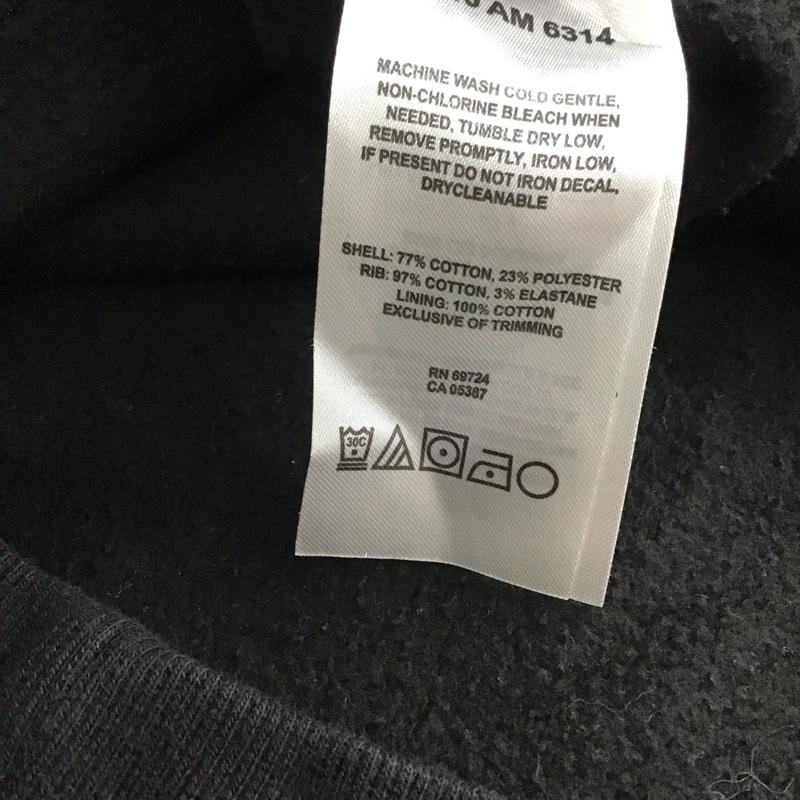 AM 6314
MACHINE WASH COLD GENTLE,
NON-CHLORINE BLEACH WHEN
NEEDED, TUMBLE DRY LOW,
REMOVE PROMPTLY, IRON LOW,
IF PRESENT DO NOT IRON DECAL,
DRYCLEANABLE
SHELL: 77% COTTON, 23% POLYESTER
RIB: 97% COTTON, 3% ELASTANE
LINING: 100% COTTON
EXCLUSIVE OF TRIMMING
RN 69724
CA 05387
30C